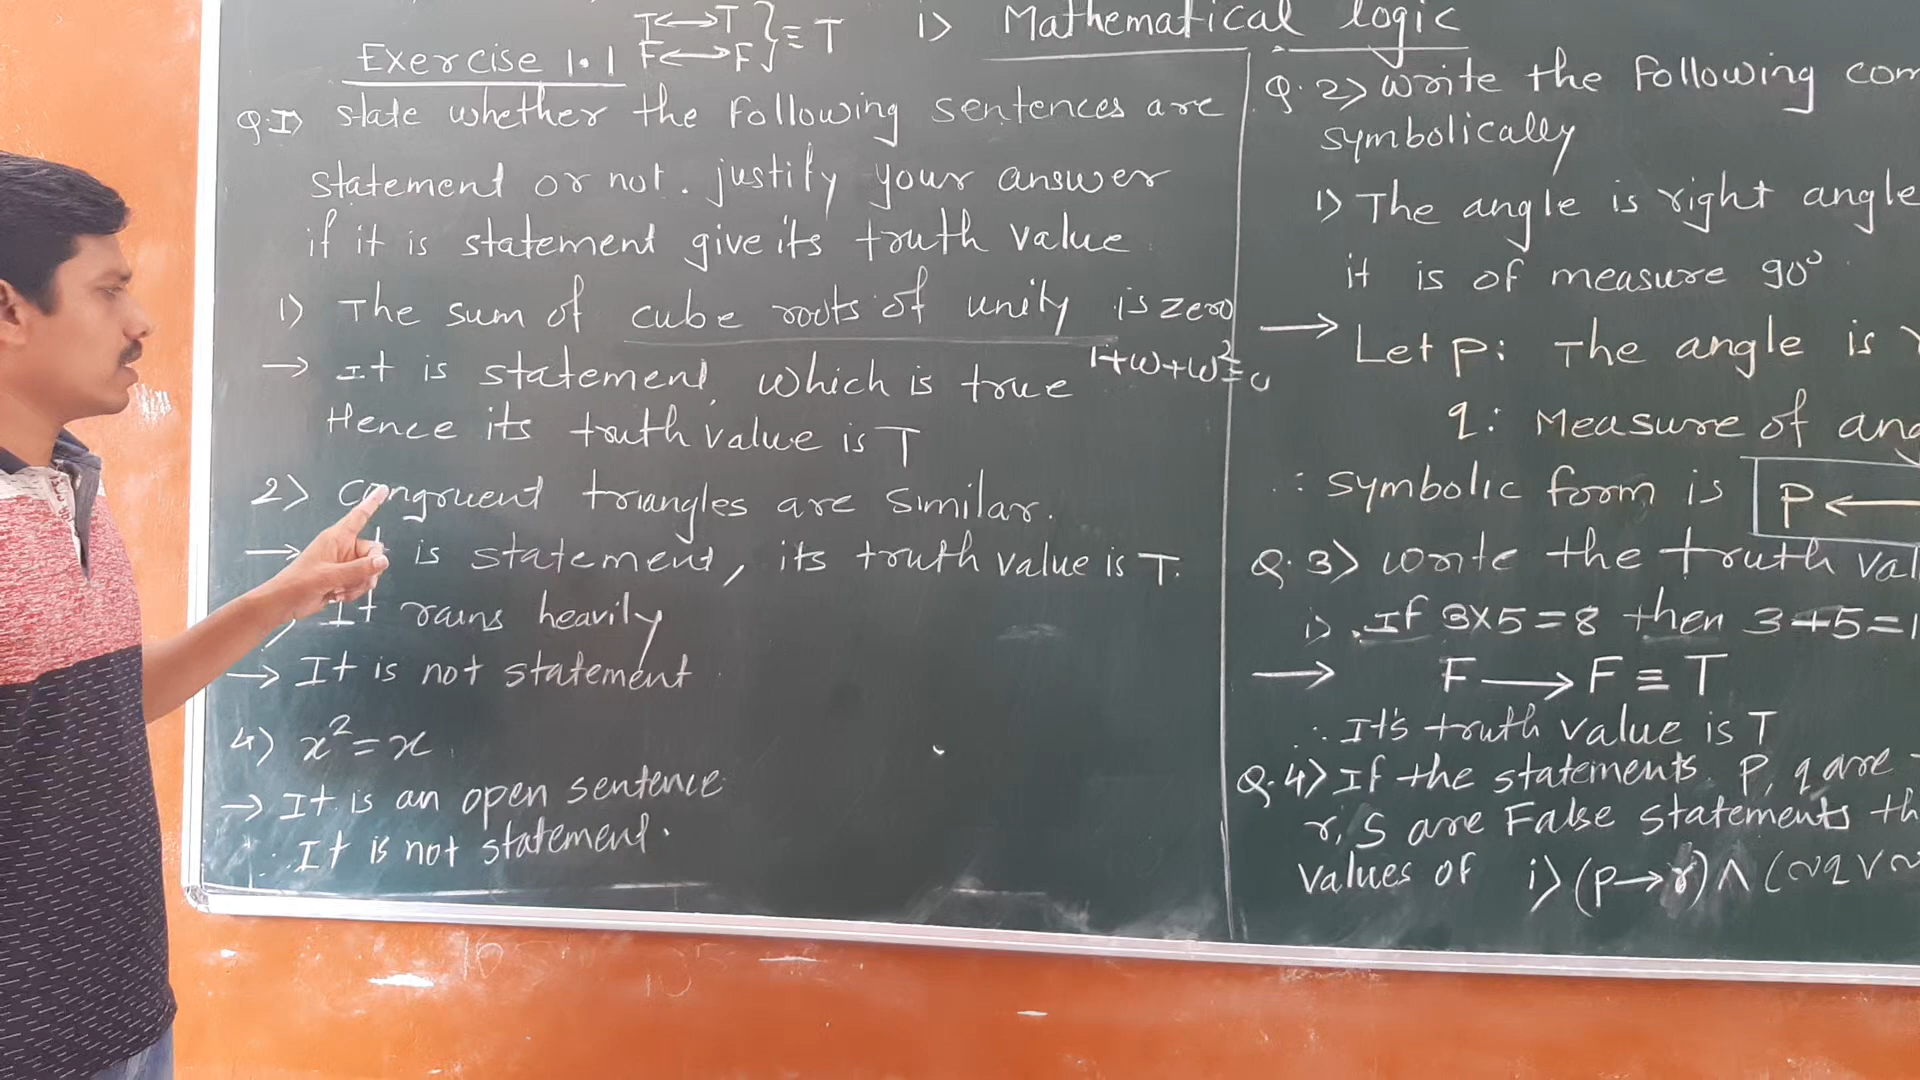 i) Mathematical logic
T↔T
F↔F } ≡ T
Exercise 1.1
Q.I) state whether the following sentences are
statement or not. justify your answer
if it is statement give its truth value
1) The sum of cube roots of unity is zero
→ It is statement, which is true 1+ω+ω²=0
Hence its truth value is T
2) Congruent triangles are similar.
→ is statement, its truth value is T.
It rains heavily
→ It is not statement
4) x²=x
→ It is an open sentence
∴ It is not statement.
Q.2) Write the following com
symbolically
1) The angle is right angle
it is of measure 90°
→ Let p: The angle is
q: Measure of ang
∴ symbolic form is P ←
Q.3) Write the truth val
i) If 3×5=8 then 3+5=1
→ F → F ≡ T
∴ It's truth value is T
Q.4) If the statements P, q are
r, S are False statements th
values of i) (p→r)∧(~q∨~